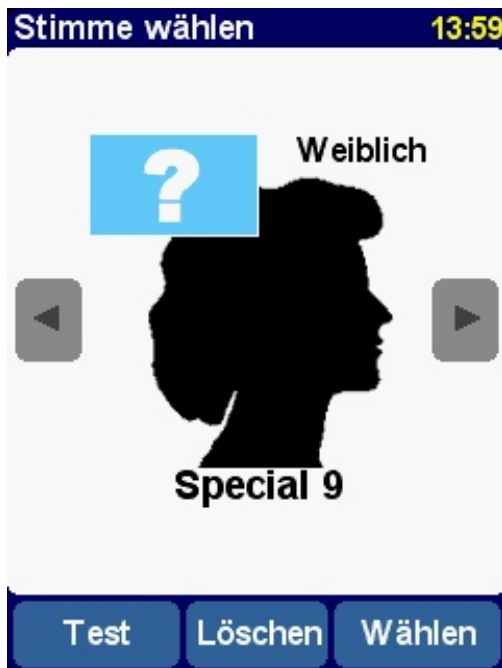 Stimme wählen 13:59
?
Weiblich
Special 9
Test Löschen Wählen